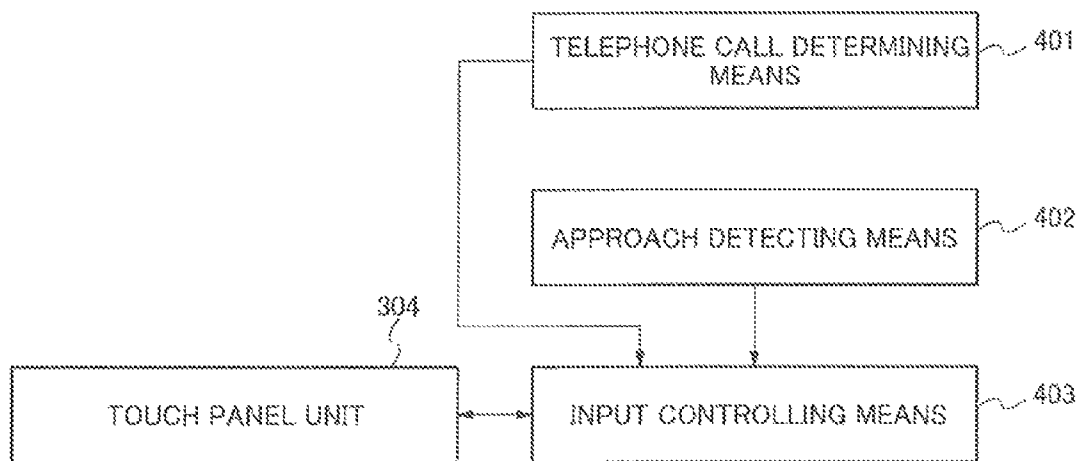 TELEPHONE CALL DETERMINING
MEANS
401
APPROACH DETECTING MEANS
402
304
TOUCH PANEL UNIT
INPUT CONTROLLING MEANS
403